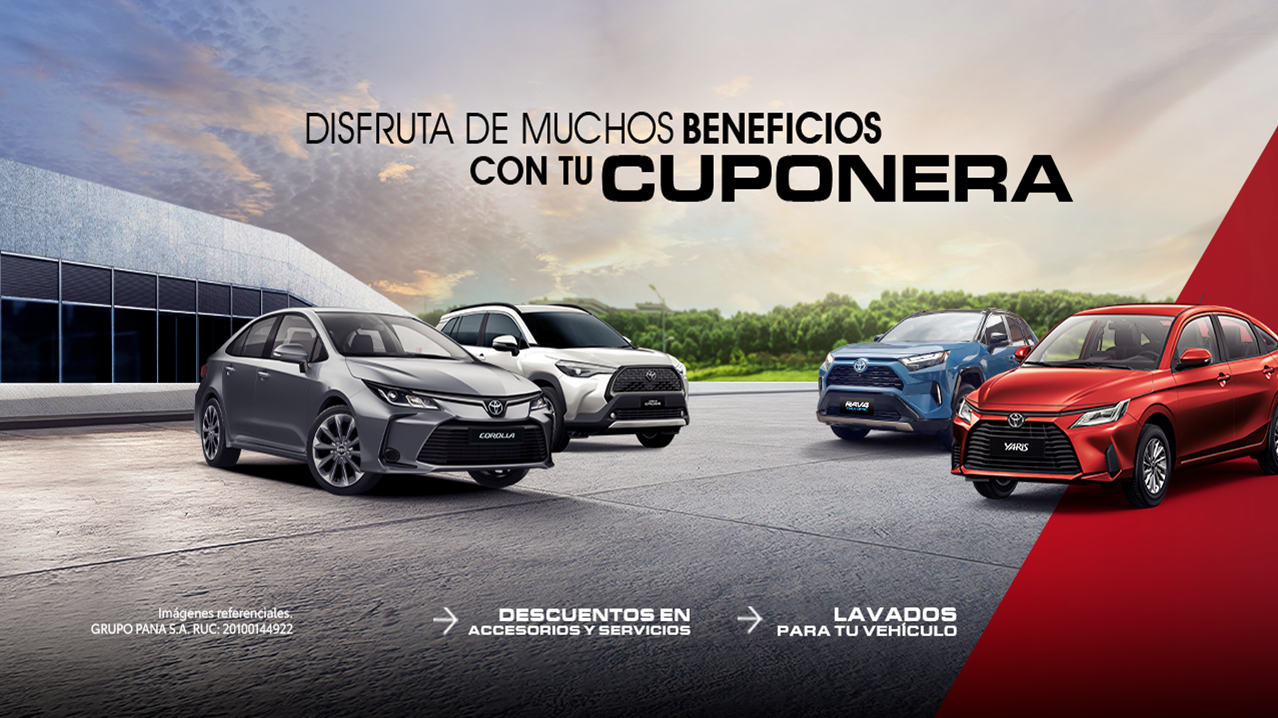 DISFRUTA DE MUCHOS BENEFICIOS
CON TU CUPONERA
COROLLA
RAV4
YARIS
Imágenes referenciales.
GRUPO PANA S.A. RUC: 20100144922
DESCUENTOS EN
ACCESORIOS Y SERVICIOS
LAVADOS
PARA TU VEHÍCULO